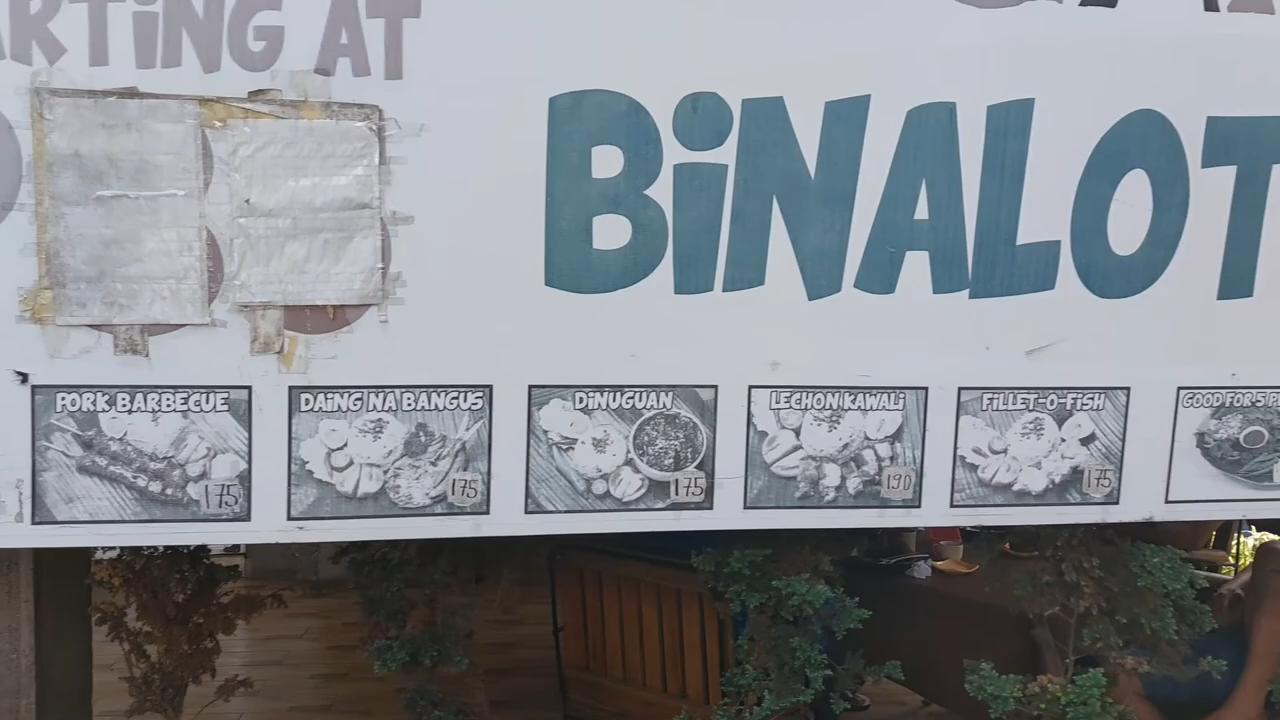 RTiNG AT
BiNALOT
PORK BARBECUE
175
DAiNG NA BANGUS
175
DiNUGUAN
175
LECHON KAWALi
190
FiLLET-O-FiSH
175
GOOD FOR 5